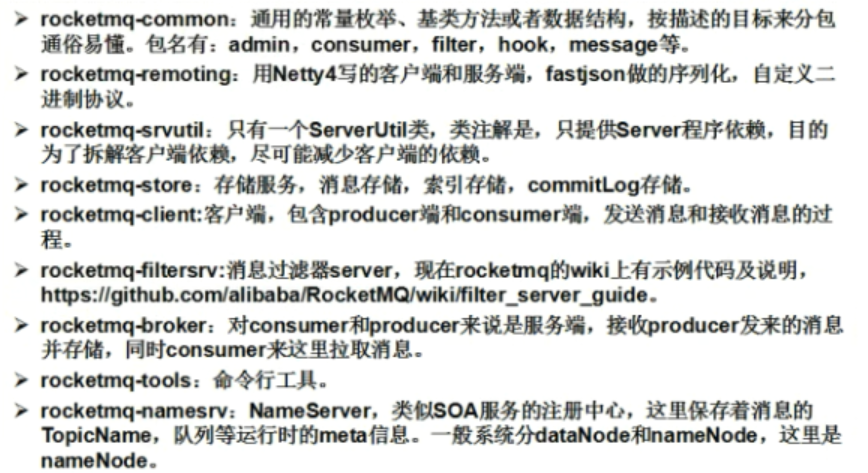 ➢ rocketmq-common：通用的常量枚举、基类方法或者数据结构，按描述的目标来分包
通俗易懂。包名有：admin，consumer，filter，hook，message等。
➢ rocketmq-remoting：用Netty4写的客户端和服务端，fastjson做的序列化，自定义二
进制协议。
➢ rocketmq-srvutil：只有一个ServerUtil类，类注解是，只提供Server程序依赖，目的
为了拆解客户端依赖，尽可能减少客户端的依赖。
➢ rocketmq-store：存储服务，消息存储，索引存储，commitLog存储。
➢ rocketmq-client:客户端，包含producer端和consumer端，发送消息和接收消息的过
程。
➢ rocketmq-filtersrv:消息过滤器server，现在rocketmq的wiki上有示例代码及说明，
https://github.com/alibaba/RocketMQ/wiki/filter_server_guide。
➢ rocketmq-broker：对consumer和producer来说是服务端，接收producer发来的消息
并存储，同时consumer来这里拉取消息。
➢ rocketmq-tools：命令行工具。
➢ rocketmq-namesrv：NameServer，类似SOA服务的注册中心，这里保存着消息的
TopicName，队列等运行时的meta信息。一般系统分dataNode和nameNode，这里是
nameNode。